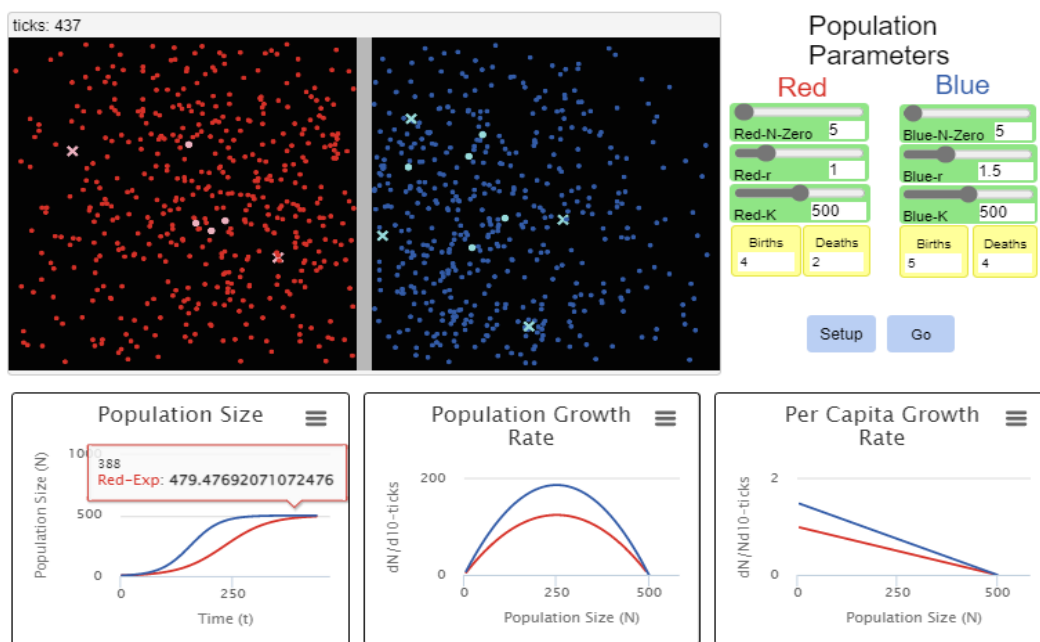 ticks: 437
Population
Parameters
Red
Blue
Red-N-Zero 5
Blue-N-Zero 5
Red-r 1
Blue-r 1.5
Red-K 500
Blue-K 500
Births
4
Deaths
2
Births
5
Deaths
4
Setup
Go
Population Size
Population Size (N)
1000
500
0
388
Red-Exp: 479.47692071072476
0
250
Time (t)
Population Growth
Rate
dN/d10-ticks
200
0
0
250
500
Population Size (N)
Per Capita Growth
Rate
dN/Nd10-ticks
2
0
0
250
500
Population Size (N)